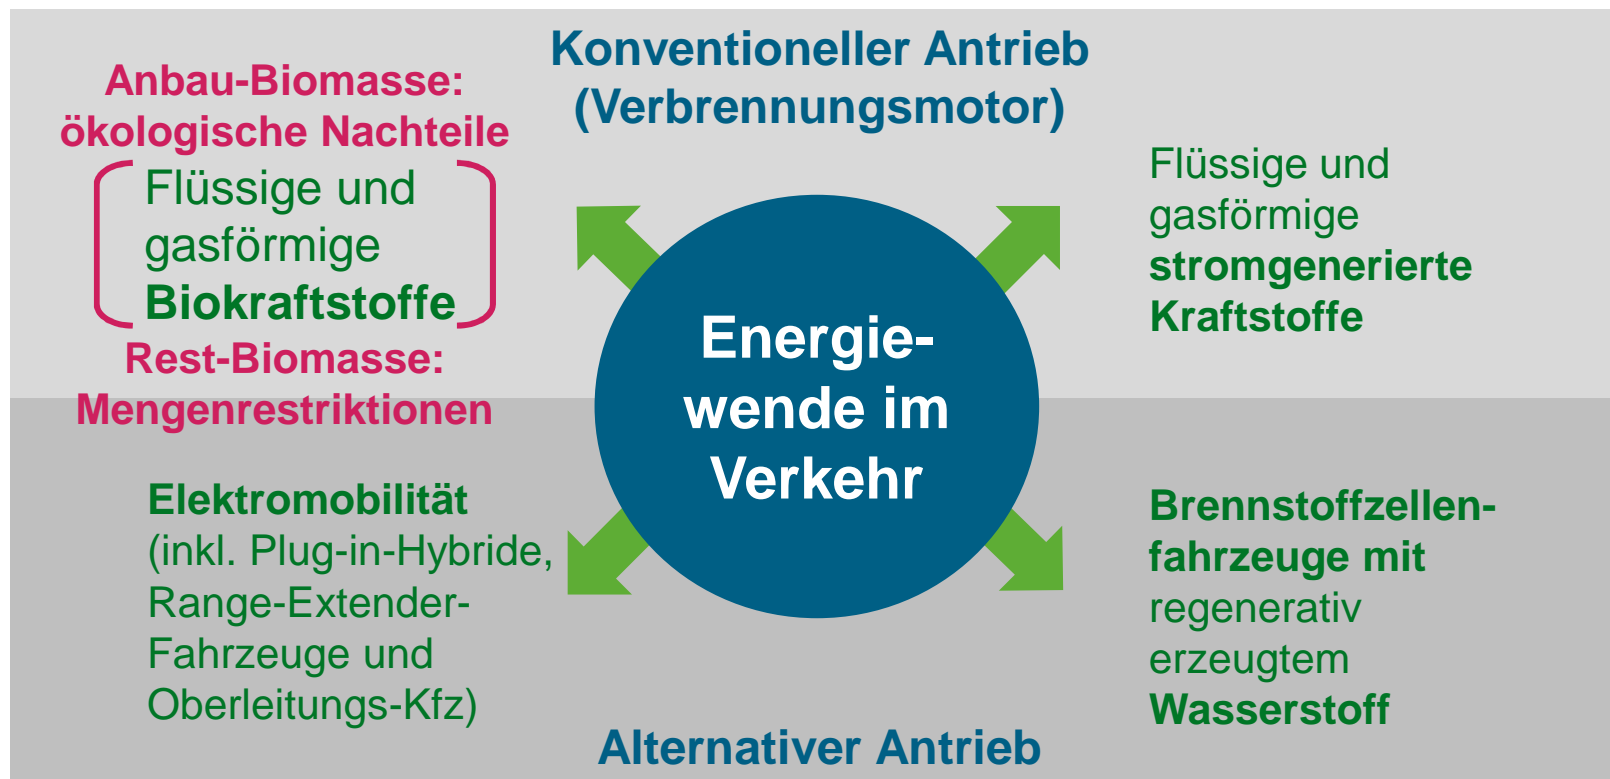 Konventioneller Antrieb
(Verbrennungsmotor)
Anbau-Biomasse:
ökologische Nachteile
Flüssige und
gasförmige
Biokraftstoffe
Rest-Biomasse:
Mengenrestriktionen
Flüssige und
gasförmige
stromgenerierte
Kraftstoffe
Energie-
wende im
Verkehr
Elektromobilität
(inkl. Plug-in-Hybride,
Range-Extender-
Fahrzeuge und
Oberleitungs-Kfz)
Brennstoffzellen-
fahrzeuge mit
regenerativ
erzeugtem
Wasserstoff
Alternativer Antrieb